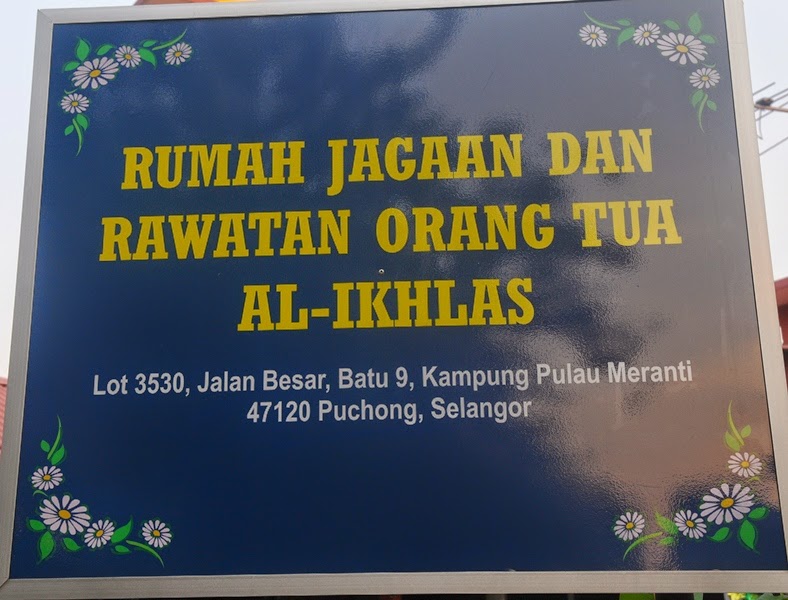 RUMAH JAGAAN DAN
RAWATAN ORANG TUA
AL-IKHLAS
Lot 3530, Jalan Besar, Batu 9, Kampung Pulau Meranti
47120 Puchong, Selangor